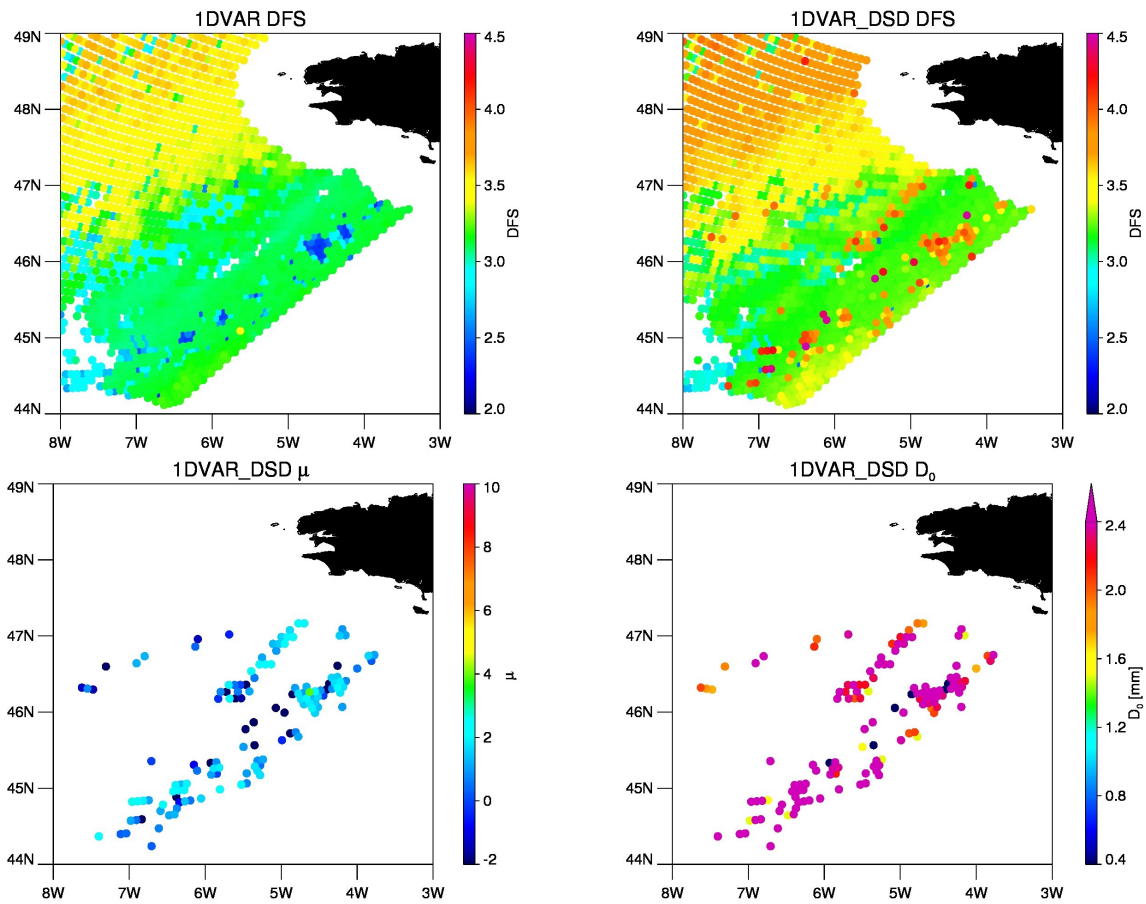 1DVAR DFS
49N
48N
47N
46N
45N
44N
8W 7W 6W 5W 4W 3W
4.5
4.0
3.5
3.0
2.5
2.0
DFS
1DVAR_DSD DFS
49N
48N
47N
46N
45N
44N
8W 7W 6W 5W 4W 3W
4.5
4.0
3.5
3.0
2.5
2.0
DFS
1DVAR_DSD μ
49N
48N
47N
46N
45N
44N
8W 7W 6W 5W 4W 3W
10
8
6
4
2
0
-2
μ
1DVAR_DSD D₀
49N
48N
47N
46N
45N
44N
8W 7W 6W 5W 4W 3W
2.4
2.0
1.6
1.2
0.8
0.4
D₀ [mm]